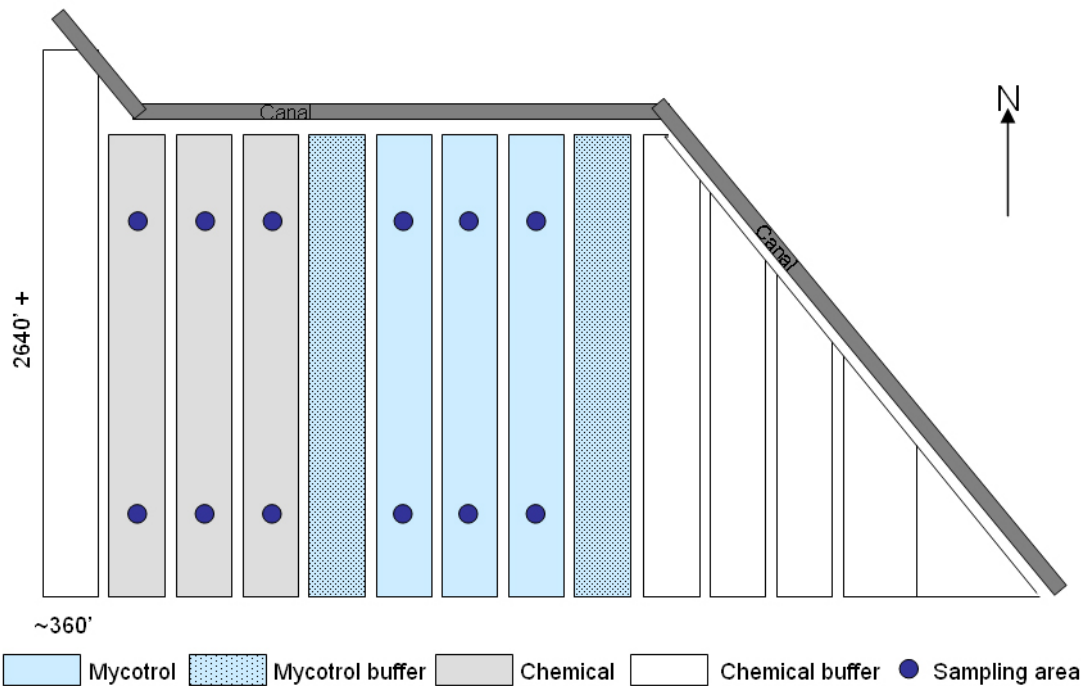 N
Canal
Canal
2640' +
~360'
Mycotrol
Mycotrol buffer
Chemical
Chemical buffer
Sampling area